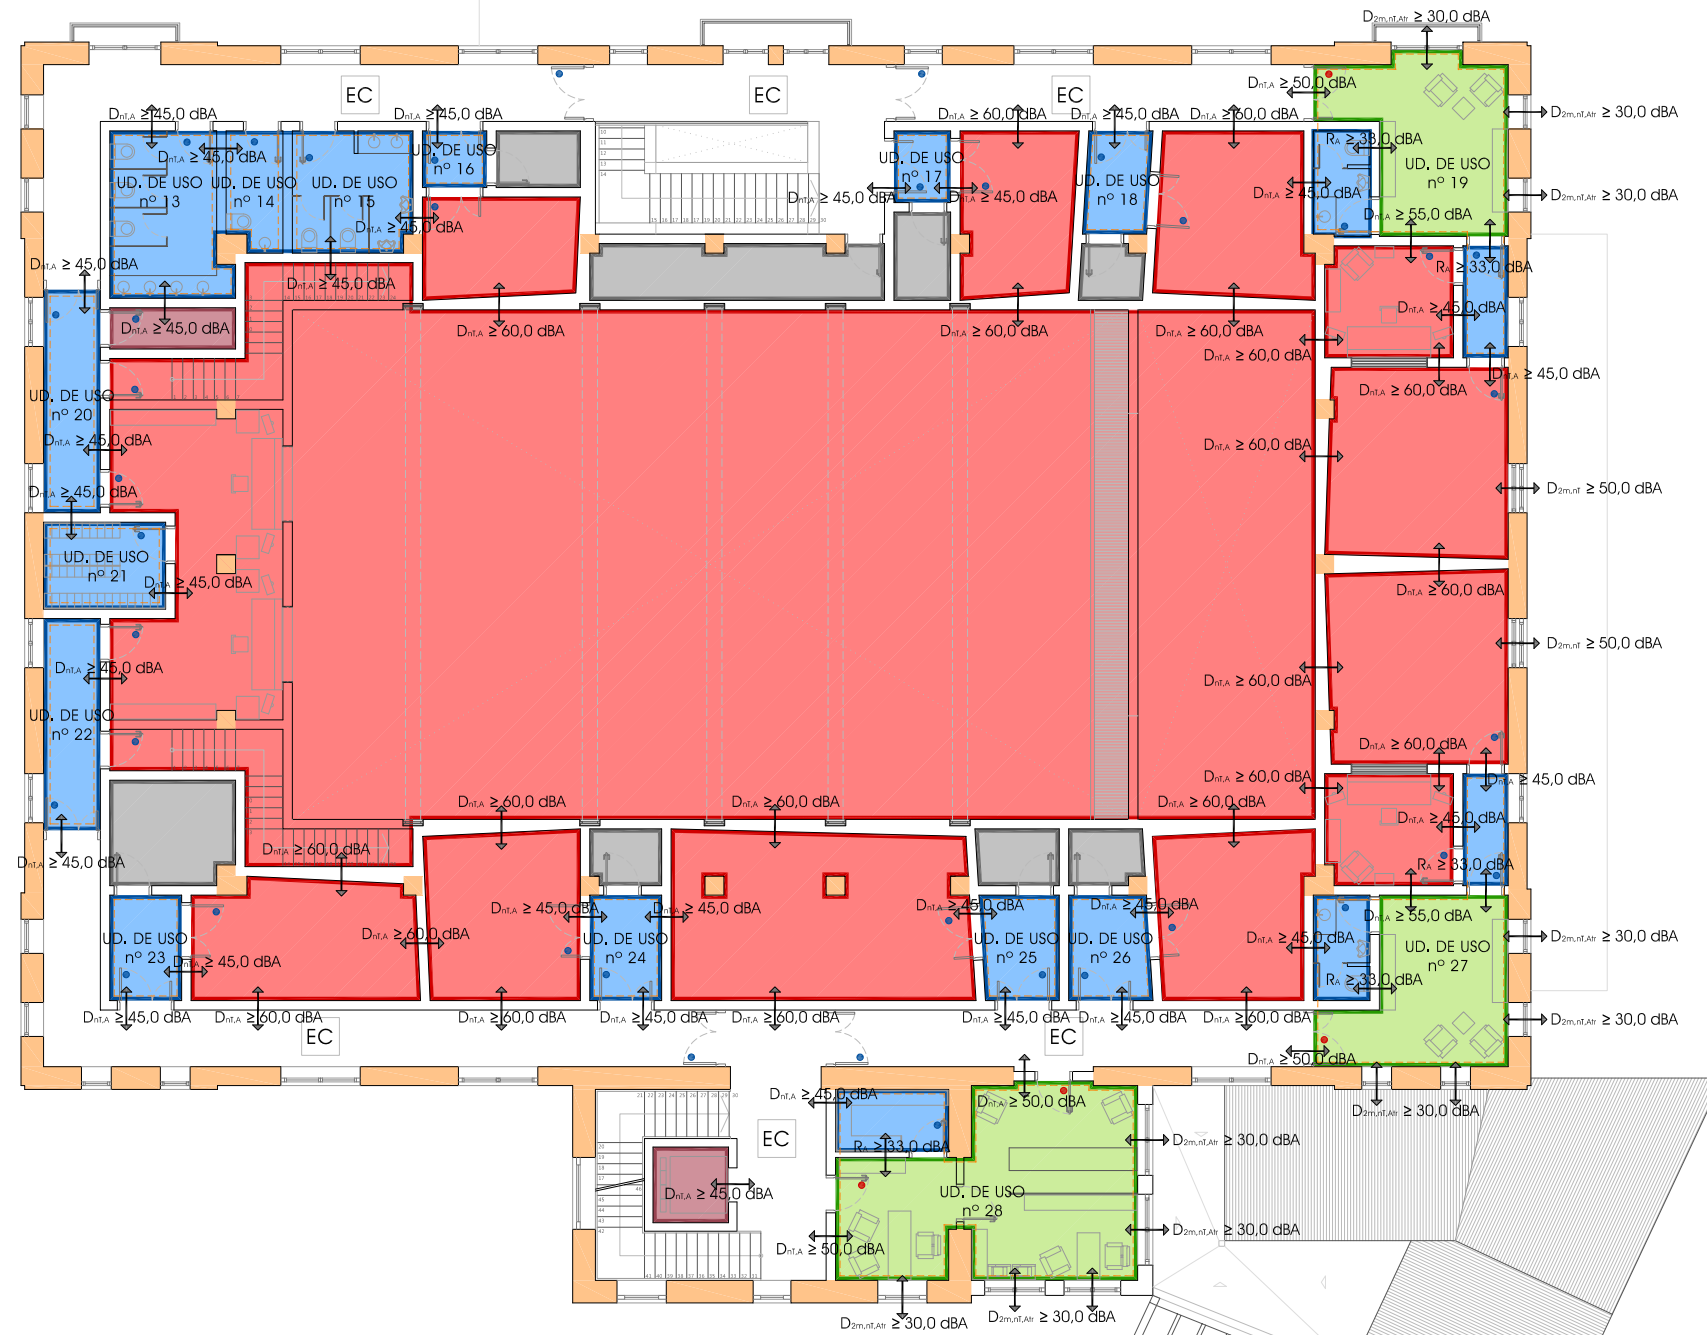 D2m,nT,Atr ≥ 30,0 dBA
EC
EC
EC
DnT,A ≥ 50,0 dBA
DnT,A ≥ 45,0 dBA
DnT,A ≥ 45,0 dBA
DnT,A ≥ 60,0 dBA
DnT,A ≥ 45,0 dBA
DnT,A ≥ 60,0 dBA
D2m,nT,Atr ≥ 30,0 dBA
DnT,A ≥ 45,0 dBA
UD. DE USO
nº 16
UD. DE USO
nº 17
RA ≥ 33,0 dBA
UD. DE USO
nº 13
UD. DE USO
nº 14
UD. DE USO
nº 15
UD. DE USO
nº 18
UD. DE USO
nº 19
DnT,A ≥ 45,0 dBA
DnT,A ≥ 45,0 dBA
DnT,A ≥ 45,0 dBA
D2m,nT,Atr ≥ 30,0 dBA
DnT,A ≥ 45,0 dBA
DnT,A ≥ 55,0 dBA
DnT,A ≥ 45,0 dBA
DnT,A ≥ 45,0 dBA
RA ≥ 33,0 dBA
DnT,A ≥ 45,0 dBA
DnT,A ≥ 45,0 dBA
DnT,A ≥ 60,0 dBA
DnT,A ≥ 60,0 dBA
DnT,A ≥ 60,0 dBA
DnT,A ≥ 60,0 dBA
DnT,A ≥ 45,0 dBA
DnT,A ≥ 60,0 dBA
UD. DE USO
nº 20
DnT,A ≥ 45,0 dBA
DnT,A ≥ 60,0 dBA
DnT,A ≥ 45,0 dBA
D2m,nT ≥ 50,0 dBA
UD. DE USO
nº 21
DnT,A ≥ 45,0 dBA
DnT,A ≥ 60,0 dBA
D2m,nT ≥ 50,0 dBA
DnT,A ≥ 45,0 dBA
DnT,A ≥ 60,0 dBA
UD. DE USO
nº 22
DnT,A ≥ 60,0 dBA
DnT,A ≥ 60,0 dBA
DnT,A ≥ 45,0 dBA
DnT,A ≥ 60,0 dBA
DnT,A ≥ 60,0 dBA
DnT,A ≥ 60,0 dBA
DnT,A ≥ 45,0 dBA
DnT,A ≥ 60,0 dBA
DnT,A ≥ 45,0 dBA
RA ≥ 33,0 dBA
DnT,A ≥ 45,0 dBA
DnT,A ≥ 45,0 dBA
DnT,A ≥ 45,0 dBA
DnT,A ≥ 45,0 dBA
DnT,A ≥ 55,0 dBA
UD. DE USO
nº 23
DnT,A ≥ 60,0 dBA
UD. DE USO
nº 24
UD. DE USO
nº 25
UD. DE USO
nº 26
DnT,A ≥ 45,0 dBA
UD. DE USO
nº 27
D2m,nT,Atr ≥ 30,0 dBA
DnT,A ≥ 45,0 dBA
RA ≥ 33,0 dBA
DnT,A ≥ 45,0 dBA
DnT,A ≥ 60,0 dBA
DnT,A ≥ 60,0 dBA
DnT,A ≥ 45,0 dBA
DnT,A ≥ 60,0 dBA
DnT,A ≥ 45,0 dBA
DnT,A ≥ 45,0 dBA
DnT,A ≥ 60,0 dBA
D2m,nT,Atr ≥ 30,0 dBA
EC
EC
DnT,A ≥ 50,0 dBA
DnT,A ≥ 45,0 dBA
DnT,A ≥ 50,0 dBA
D2m,nT,Atr ≥ 30,0 dBA
EC
RA ≥ 33,0 dBA
D2m,nT,Atr ≥ 30,0 dBA
DnT,A ≥ 45,0 dBA
UD. DE USO
nº 28
D2m,nT,Atr ≥ 30,0 dBA
DnT,A ≥ 50,0 dBA
D2m,nT,Atr ≥ 30,0 dBA
D2m,nT,Atr ≥ 30,0 dBA